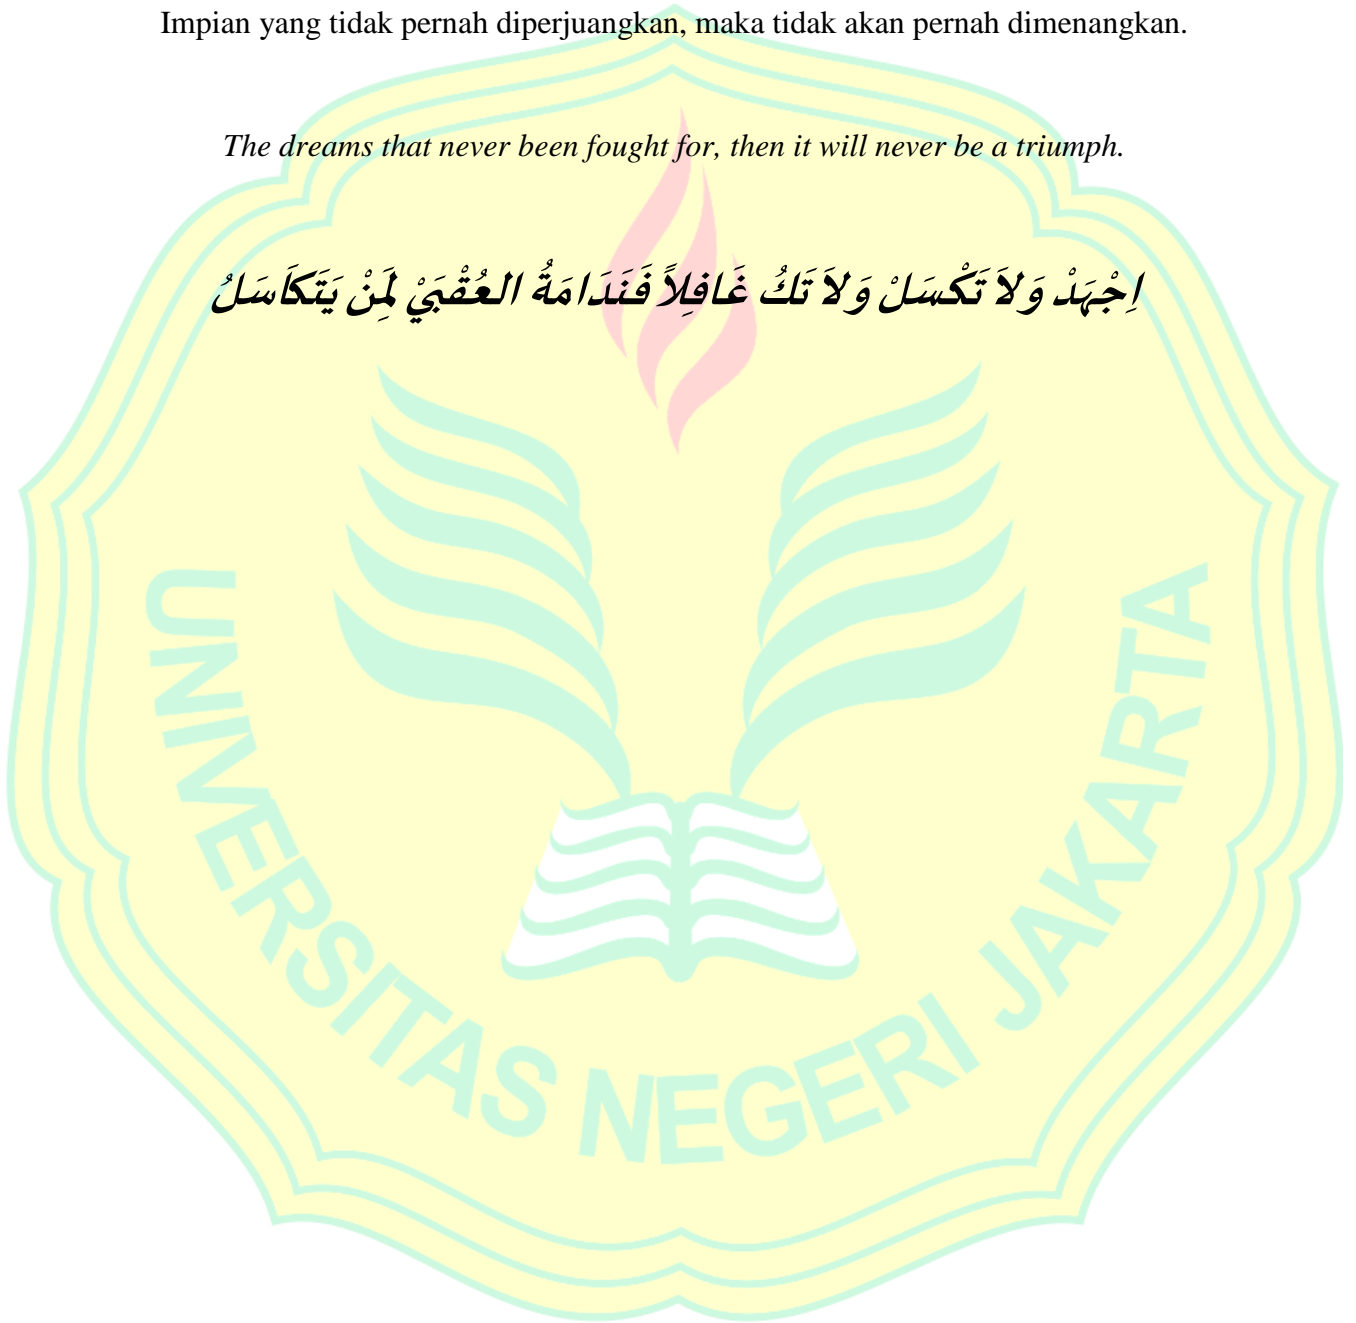 Impian yang tidak pernah diperjuangkan, maka tidak akan pernah dimenangkan.
The dreams that never been fought for, then it will never be a triumph.
اِجْهَدْ وَلاَ تَكْسَلْ وَلاَ تَكُ غَافِلاً فَنَدَامَةُ العُقْبَيْ لِمَنْ يَتَكَاسَلُ
UNIVERSITAS NEGERI JAKARTA